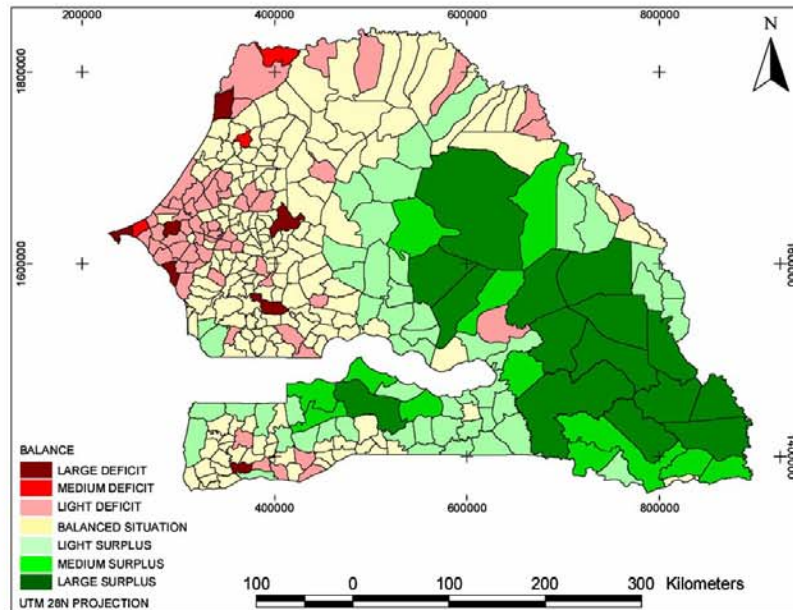 200000 400000 600000 800000
N
1800000
1600000
1600000
1400000
BALANCE
LARGE DEFICIT
MEDIUM DEFICIT
LIGHT DEFICIT
BALANCED SITUATION
LIGHT SURPLUS
MEDIUM SURPLUS
LARGE SURPLUS
UTM 28N PROJECTION
400000 600000 800000
100 0 100 200 300 Kilometers